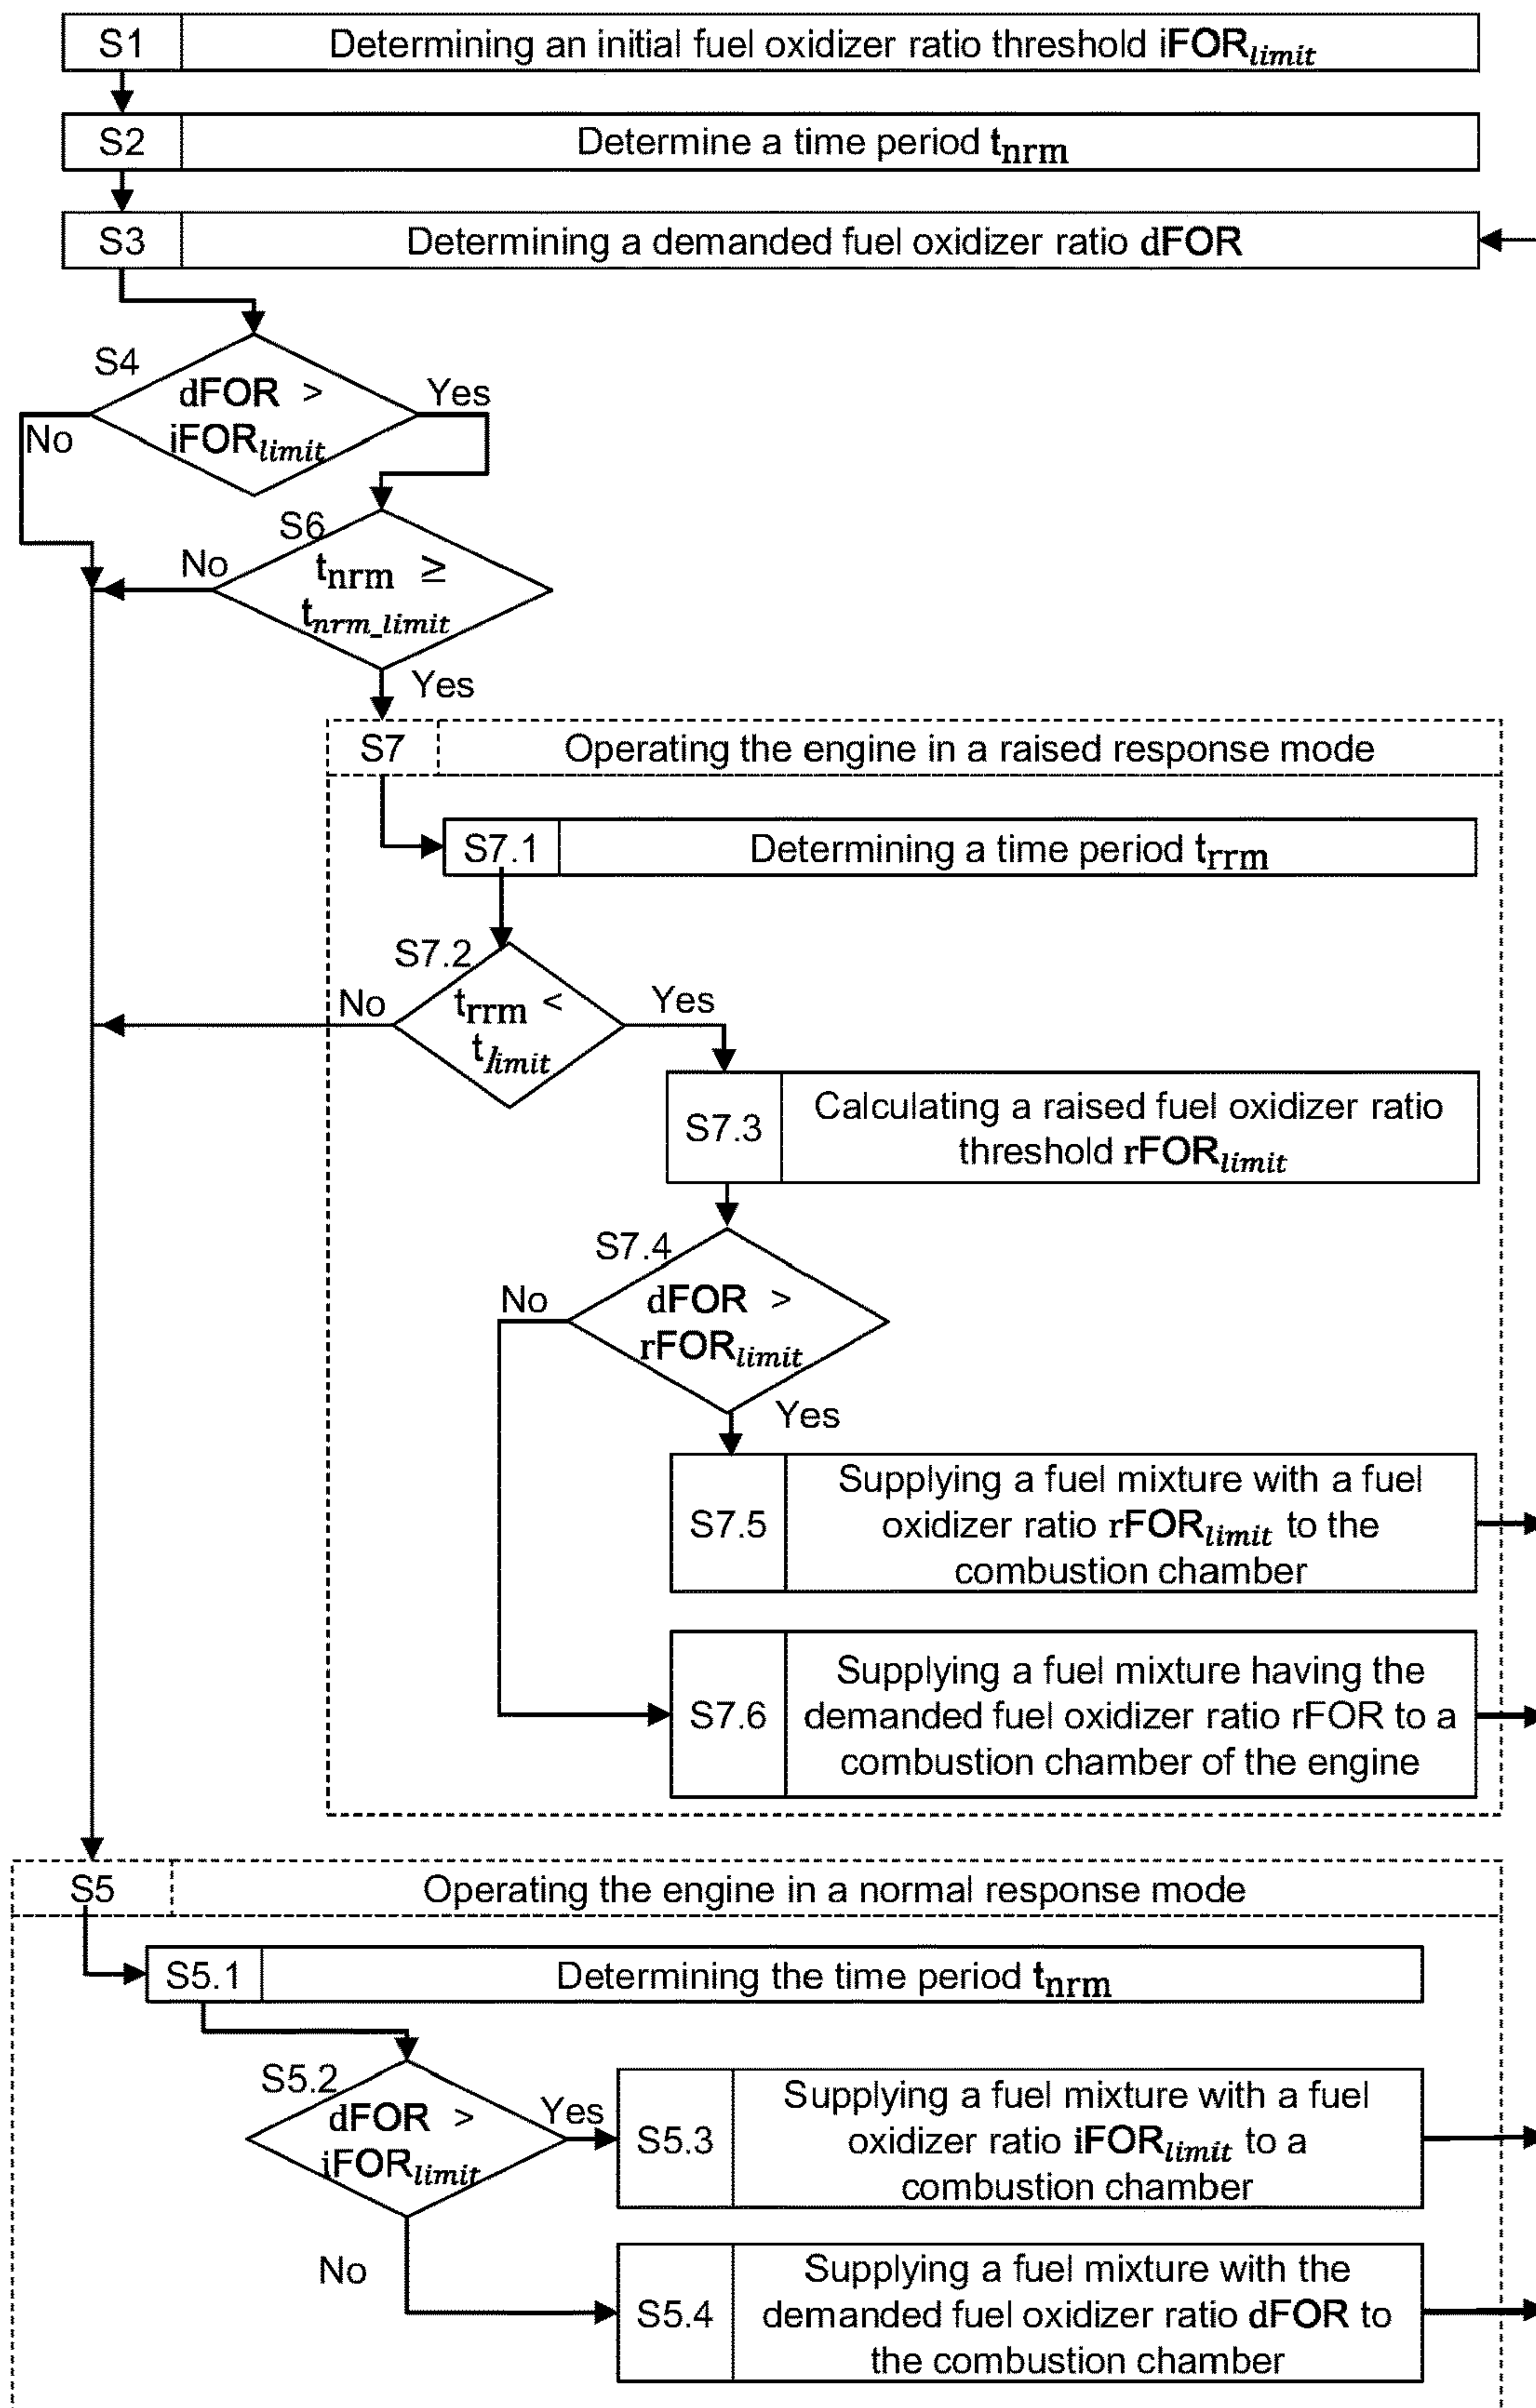 S1 Determining an initial fuel oxidizer ratio threshold iFORlimit
S2 Determine a time period tnrm
S3 Determining a demanded fuel oxidizer ratio dFOR
S4
dFOR >
iFORlimit
Yes
No
S6
tnrm ≥
tnrm_limit
No
Yes
S7 Operating the engine in a raised response mode
S7.1 Determining a time period trrm
S7.2
trrm <
tlimit
No
Yes
S7.3
Calculating a raised fuel oxidizer ratio
threshold rFORlimit
S7.4
dFOR >
rFORlimit
No
Yes
S7.5
Supplying a fuel mixture with a fuel
oxidizer ratio rFORlimit to the
combustion chamber
S7.6
Supplying a fuel mixture having the
demanded fuel oxidizer ratio rFOR to a
combustion chamber of the engine
S5 Operating the engine in a normal response mode
S5.1 Determining the time period tnrm
S5.2
dFOR >
iFORlimit
Yes
No
S5.3
Supplying a fuel mixture with a fuel
oxidizer ratio iFORlimit to a
combustion chamber
S5.4
Supplying a fuel mixture with the
demanded fuel oxidizer ratio dFOR to
the combustion chamber